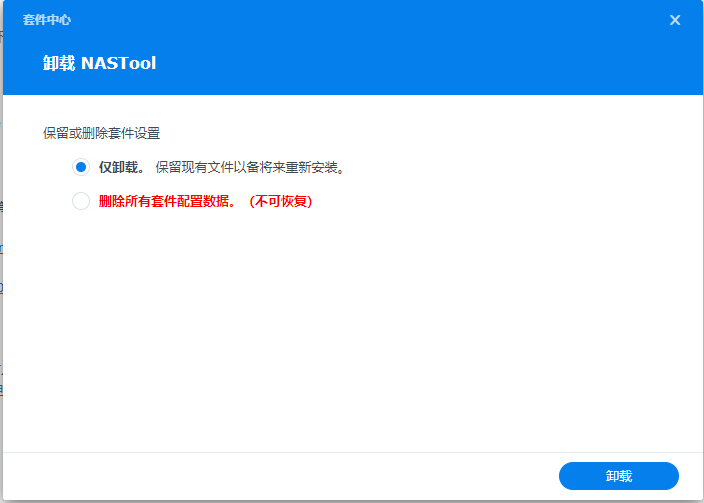 套件中心
卸载 NASTool
保留或删除套件设置
仅卸载。 保留现有文件以备将来重新安装。
删除所有套件配置数据。（不可恢复）
卸载